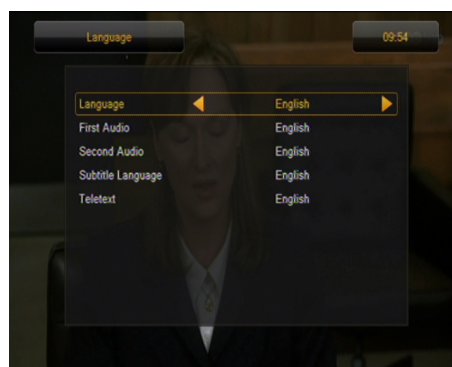 Language
09:54
Language English
First Audio English
Second Audio English
Subtitle Language English
Teletext English